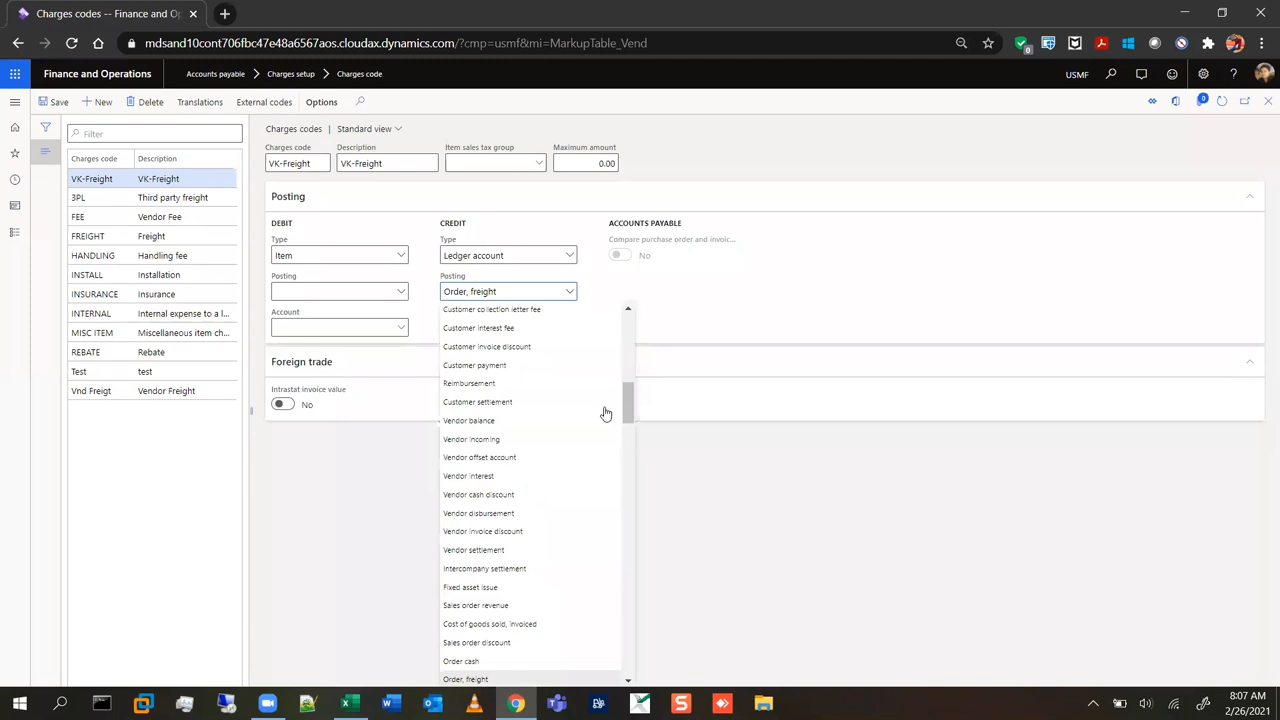 Charges codes -- Finance and Op
mdsand10cont706fbc47e48a6567aos.cloudax.dynamics.com/?cmp=usmf&mi=MarkupTable_Vend
Finance and Operations
Accounts payable > Charges setup > Charges code
USMF
Save
New
Delete
Translations
External codes
Options
0
Filter
Charges code Description
VK-Freight VK-Freight
3PL Third party freight
FEE Vendor Fee
FREIGHT Freight
HANDLING Handling fee
INSTALL Installation
INSURANCE Insurance
INTERNAL Internal expense to a l...
MISC ITEM Miscellaneous item ch...
REBATE Rebate
Test test
Vnd Freigt Vendor Freight
Charges codes | Standard view
Charges code Description Item sales tax group Maximum amount
VK-Freight VK-Freight 0.00
Posting
DEBIT
Type
Item
Posting
Account
CREDIT
Type
Ledger account
Posting
Order, freight
ACCOUNTS PAYABLE
Compare purchase order and invoic...
No
Customer collection letter fee
Customer interest fee
Customer invoice discount
Customer payment
Reimbursement
Customer settlement
Vendor balance
Vendor incoming
Vendor offset account
Vendor interest
Vendor cash discount
Vendor disbursement
Vendor invoice discount
Vendor settlement
Intercompany settlement
Fixed asset issue
Sales order revenue
Cost of goods sold, invoiced
Sales order discount
Order cash
Order, freight
Foreign trade
Intrastat invoice value
No
8:07 AM
2/26/2021